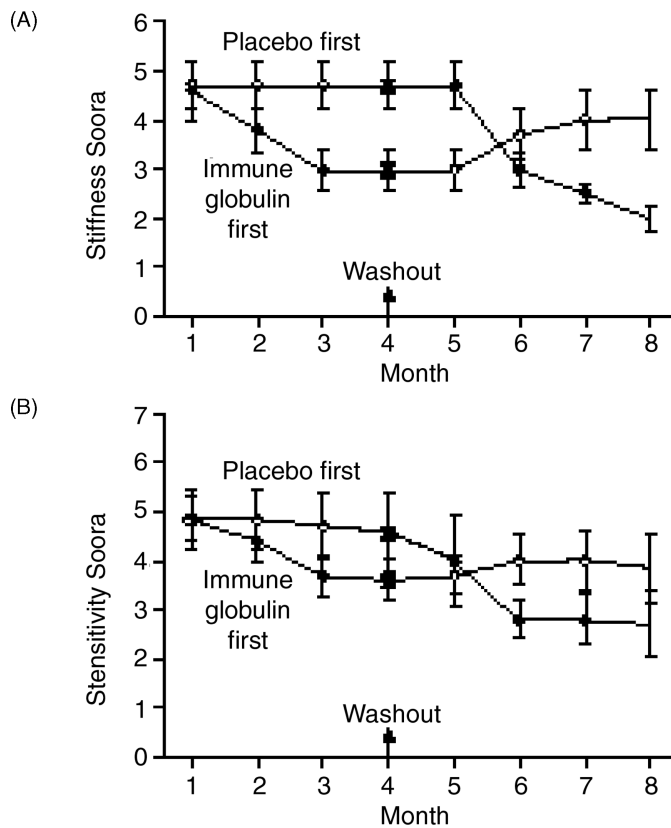 (A)
6
5
4
3
2
1
0
Stiffness Soora
Placebo first
Immune
globulin
first
Washout
1 2 3 4 5 6 7 8
Month
(B)
7
6
5
4
3
2
1
0
Stensitivity Soora
Placebo first
Immune
globulin
first
Washout
1 2 3 4 5 6 7 8
Month